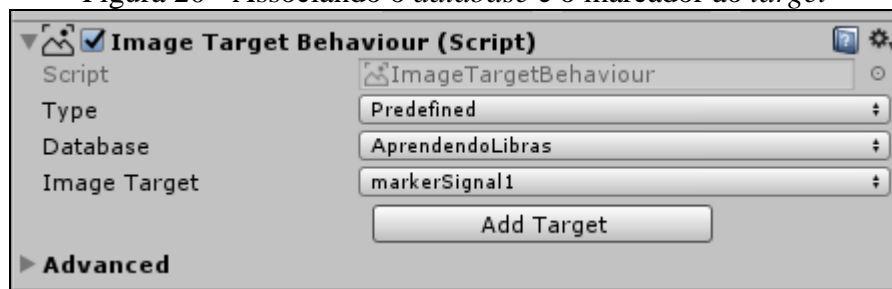 Figura 26 - Associando o database e o marcador ao target
Image Target Behaviour (Script)
Script ImageTargetBehaviour
Type Predefined
Database AprendendoLibras
Image Target markerSignal1
Add Target
Advanced